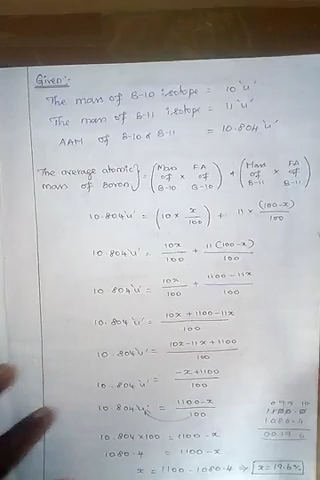 Given:-
The mass of B-10 isotope = 10 'u'
The mass of B-11 isotope = 11 'u'
AAM of B-10 & B-11 = 10.804 'u'
The average atomic mass of Boron } = (Mass of B-10 × FA of B-10) + (Mass of B-11 × FA of B-11)
10.804 'u' = (10 × x/100) + 11 × (100-x)/100
10.804 'u' = 10x/100 + 11(100-x)/100
10.804 'u' = 10x/100 + 1100-11x/100
10.804 'u' = 10x+1100-11x/100
10.804 'u' = 10x-11x+1100/100
10.804 'u' = -x+1100/100
10.804 'u' = 1100-x/100
10.804×100 = 1100-x
1080.4 = 1100-x
x = 1100-1080.4 ⇒ x=19.6%
1100.0
1080.4
0019.6